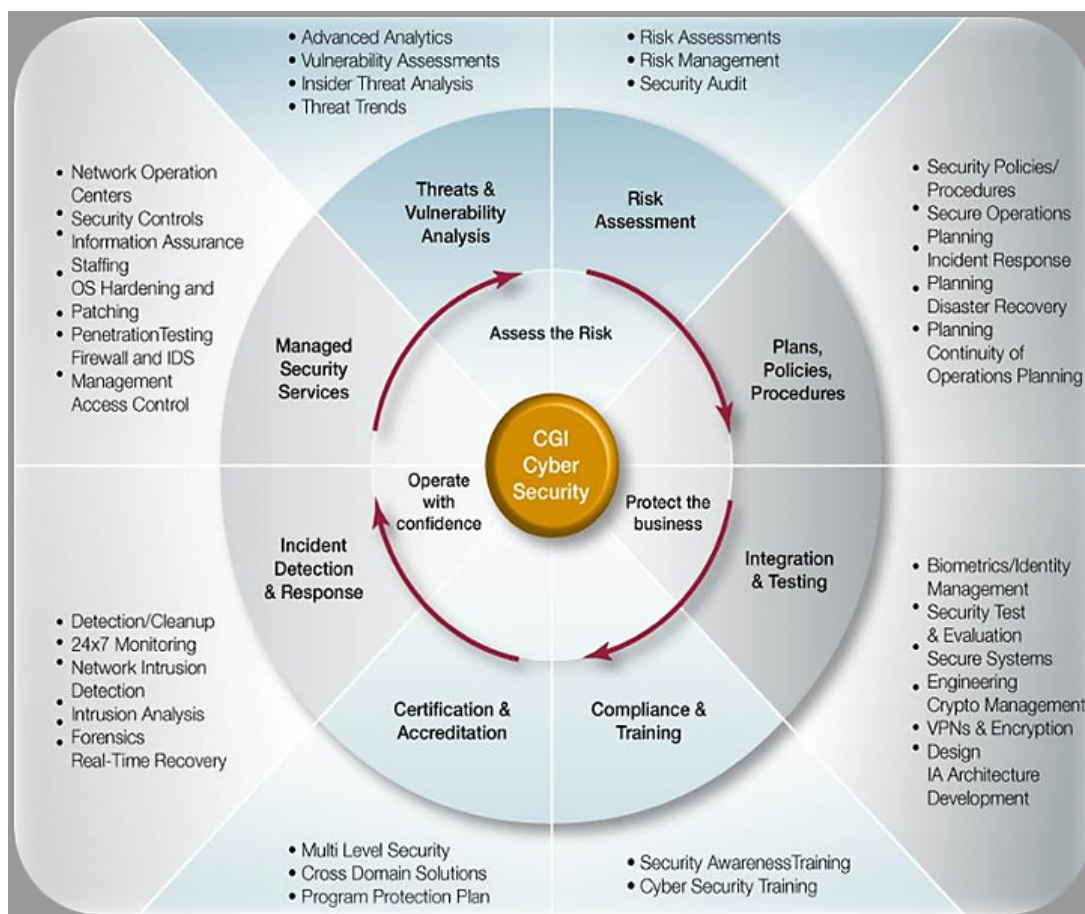 • Advanced Analytics
• Vulnerability Assessments
• Insider Threat Analysis
• Threat Trends
• Risk Assessments
• Risk Management
• Security Audit
• Network Operation
Centers
• Security Controls
• Information Assurance
Staffing
• OS Hardening and
• Patching
• PenetrationTesting
Firewall and IDS
• Management
Access Control
• Security Policies/
Procedures
• Secure Operations
Planning
• Incident Response
Planning
• Disaster Recovery
• Planning
Continuity of
Operations Planning
Threats &
Vulnerability
Analysis
Risk
Assessment
Managed
Security
Services
Assess the Risk
Plans,
Policies,
Procedures
CGI
Cyber
Security
Operate
with
confidence
Protect the
business
Incident
Detection
& Response
Integration
& Testing
Certification &
Accreditation
Compliance &
Training
• Detection/Cleanup
• 24x7 Monitoring
• Network Intrusion
Detection
• Intrusion Analysis
• Forensics
Real-Time Recovery
• Biometrics/Identity
Management
• Security Test
& Evaluation
• Secure Systems
• Engineering
Crypto Management
• VPNs & Encryption
• Design
IA Architecture
Development
• Multi Level Security
• Cross Domain Solutions
• Program Protection Plan
• Security AwarenessTraining
• Cyber Security Training